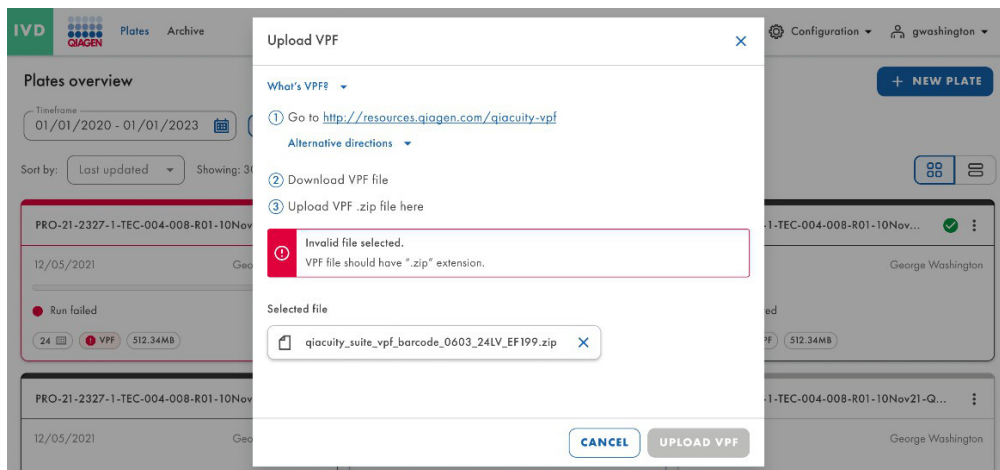 IVD
QIAGEN
Plates Archive
Configuration
gwashington
Plates overview
+ NEW PLATE
Timeframe
01/01/2020 - 01/01/2023
Sort by: Last updated
Showing:
Upload VPF
What's VPF?
1 Go to http://resources.qiagen.com/qiacuity-vpf
Alternative directions
2 Download VPF file
3 Upload VPF .zip file here
Invalid file selected.
VPF file should have ".zip" extension.
Selected file
qiacuity_suite_vpf_barcode_0603_24LV_EF199.zip
CANCEL
UPLOAD VPF
PRO-21-2327-1-TEC-004-008-R01-10Nov
12/05/2021
Geo
Run failed
24
VPF
512.34MB
-1-TEC-004-008-R01-10Nov...
George Washington
ed
512.34MB
PRO-21-2327-1-TEC-004-008-R01-10Nov
12/05/2021
Geo
-1-TEC-004-008-R01-10Nov21-Q...
George Washington